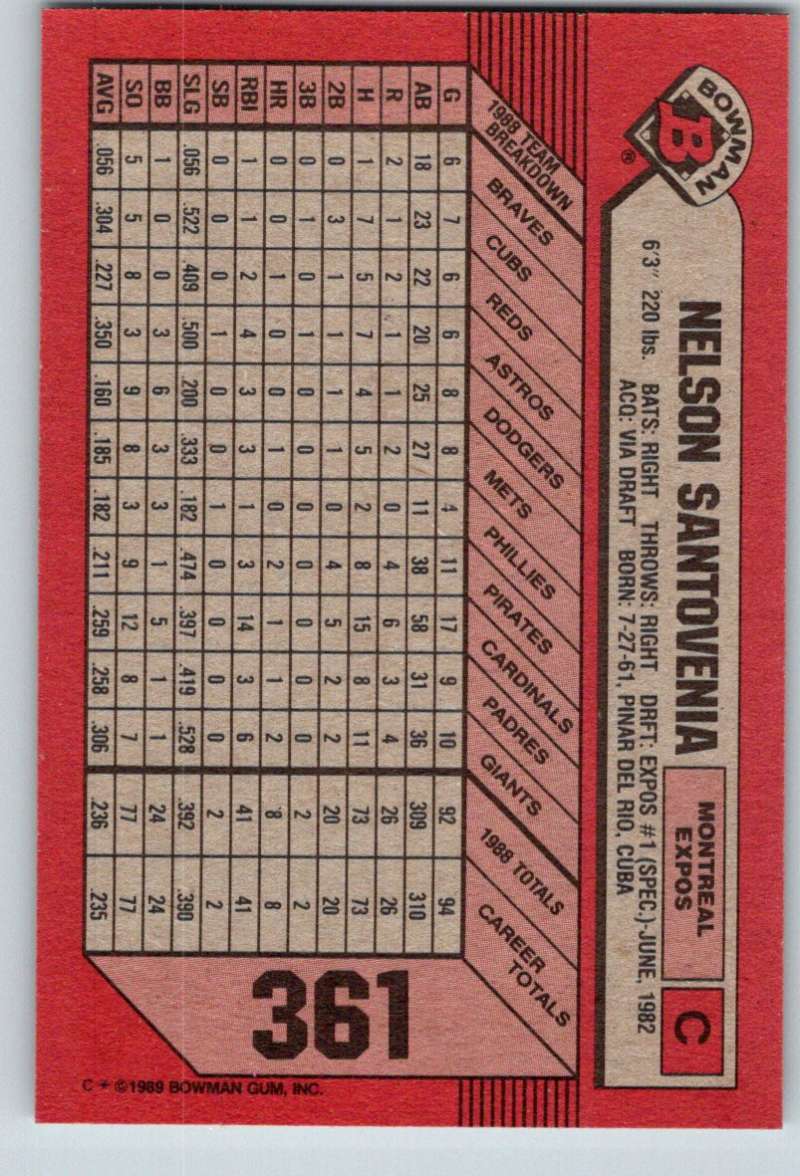 BOWMAN
B
®
NELSON SANTOVENIA
MONTREAL
EXPOS
C
6'3" 220 lbs. BATS: RIGHT THROWS: RIGHT DRFT: EXPOS #1 (SPEC.)-JUNE, 1982
ACQ: VIA DRAFT BORN: 7-27-61, PINAR DEL RIO, CUBA
1988 TEAM
BREAKDOWN
BRAVES
CUBS
REDS
ASTROS
DODGERS
METS
PHILLIES
PIRATES
CARDINALS
PADRES
GIANTS
1988 TOTALS
CAREER
TOTALS
G 6 7 6 6 8 8 4 11 17 9 10 92 94
AB 18 23 22 20 25 27 11 38 58 31 36 309 310
R 2 1 2 1 1 2 0 4 6 3 4 26 26
H 1 7 5 7 4 5 2 8 15 8 11 73 73
2B 0 3 1 1 1 1 0 4 5 2 2 20 20
3B 0 1 0 1 0 0 0 0 0 0 0 2 2
HR 0 0 1 0 0 1 0 2 1 1 2 8 8
RBI 1 1 2 4 3 3 1 3 14 3 6 41 41
SB 0 0 0 1 0 0 1 0 0 0 0 2 2
SLG .056 .522 .409 .500 .200 .333 .182 .474 .397 .419 .528 .392 .390
BB 1 0 0 3 6 3 3 1 5 1 1 24 24
SO 5 5 8 3 9 8 3 9 12 8 7 77 77
AVG .056 .304 .227 .350 .160 .185 .182 .211 .259 .258 .306 .236 .235
361
C * ©1989 BOWMAN GUM, INC.